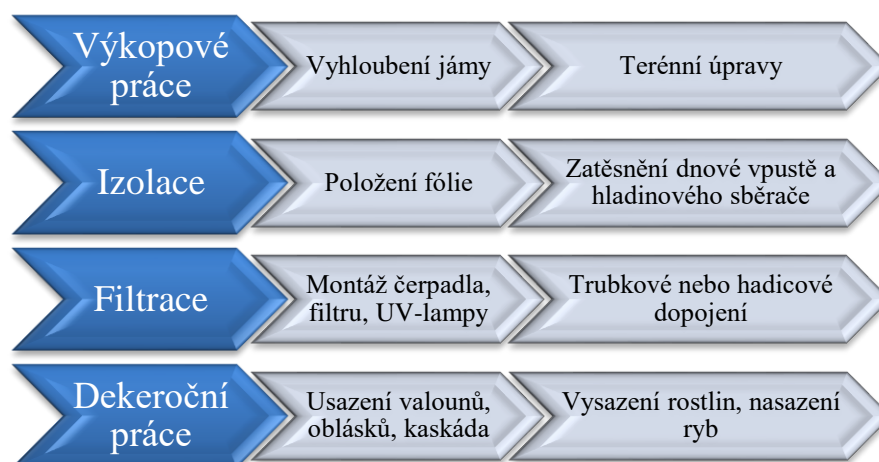 Výkopové
práce
Vyhloubení jámy
Terénní úpravy
Izolace
Položení fólie
Zatěsnění dnové vpustě a
hladinového sběrače
Filtrace
Montáž čerpadla,
filtru, UV-lampy
Trubkové nebo hadicové
dopojení
Dekeroční
práce
Usazení valounů,
oblásků, kaskáda
Vysazení rostlin, nasazení
ryb